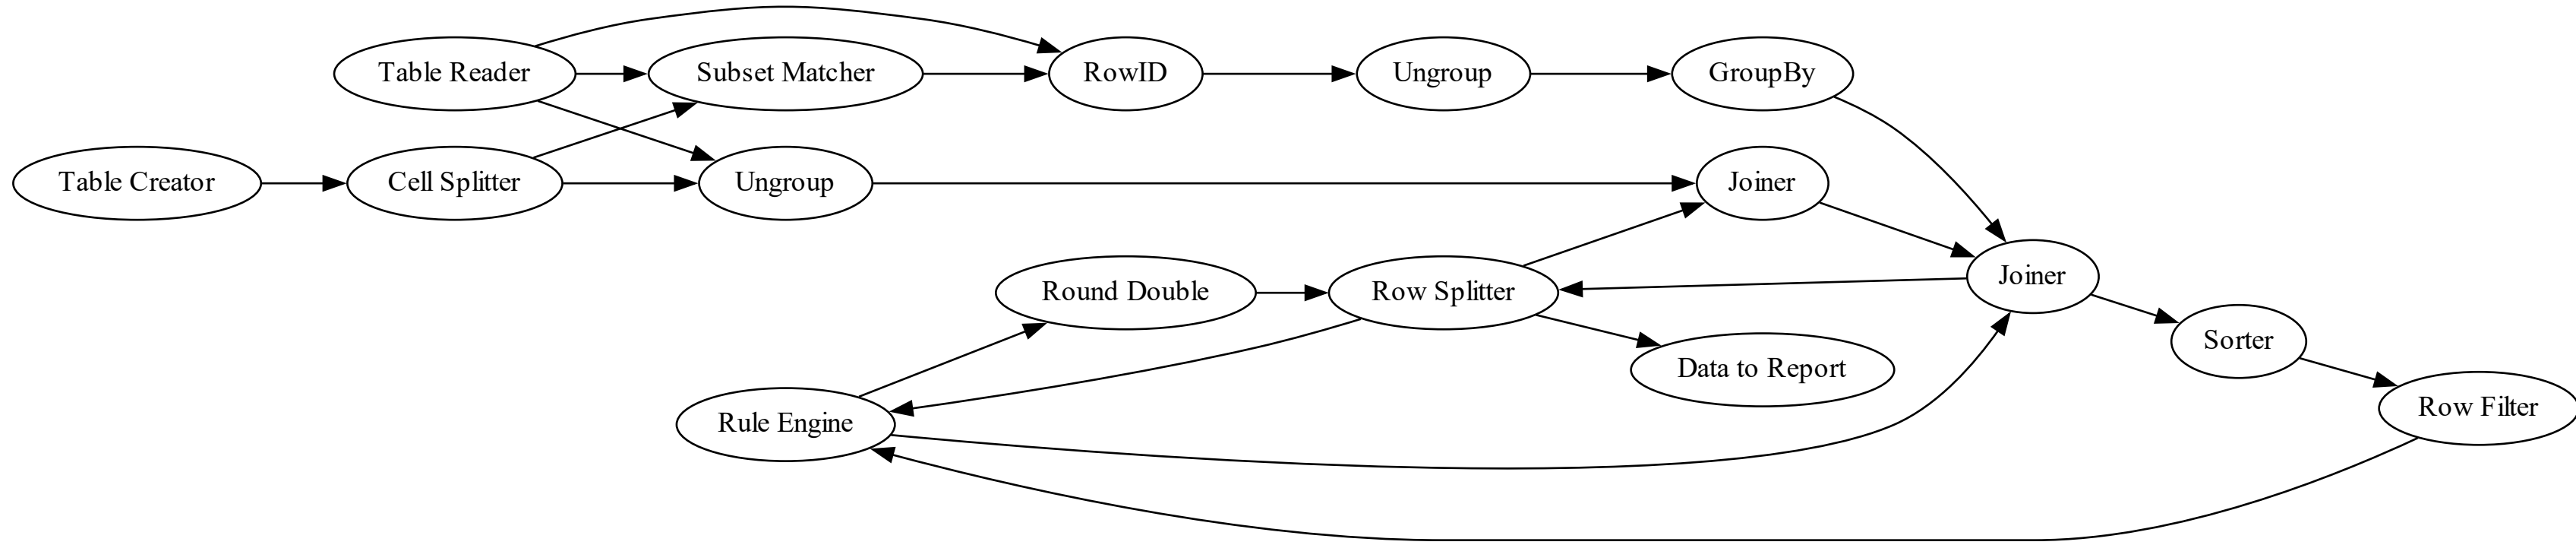 Table Reader
Subset Matcher
RowID
Ungroup
GroupBy
Table Creator
Cell Splitter
Ungroup
Joiner
Joiner
Round Double
Row Splitter
Sorter
Data to Report
Row Filter
Rule Engine